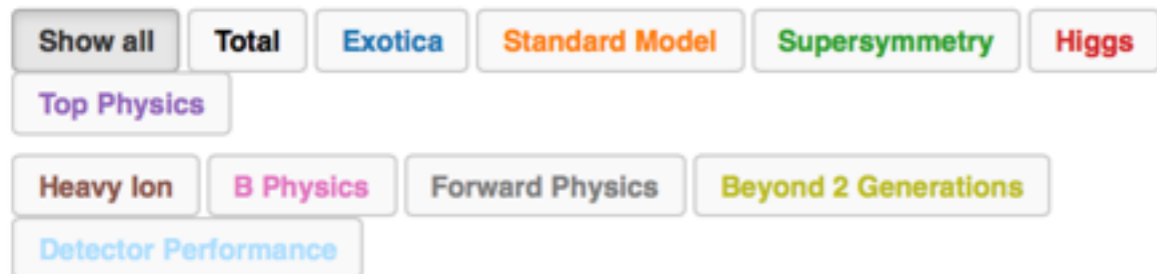 Show all Total Exotica Standard Model Supersymmetry Higgs
Top Physics
Heavy Ion B Physics Forward Physics Beyond 2 Generations
Detector Performance